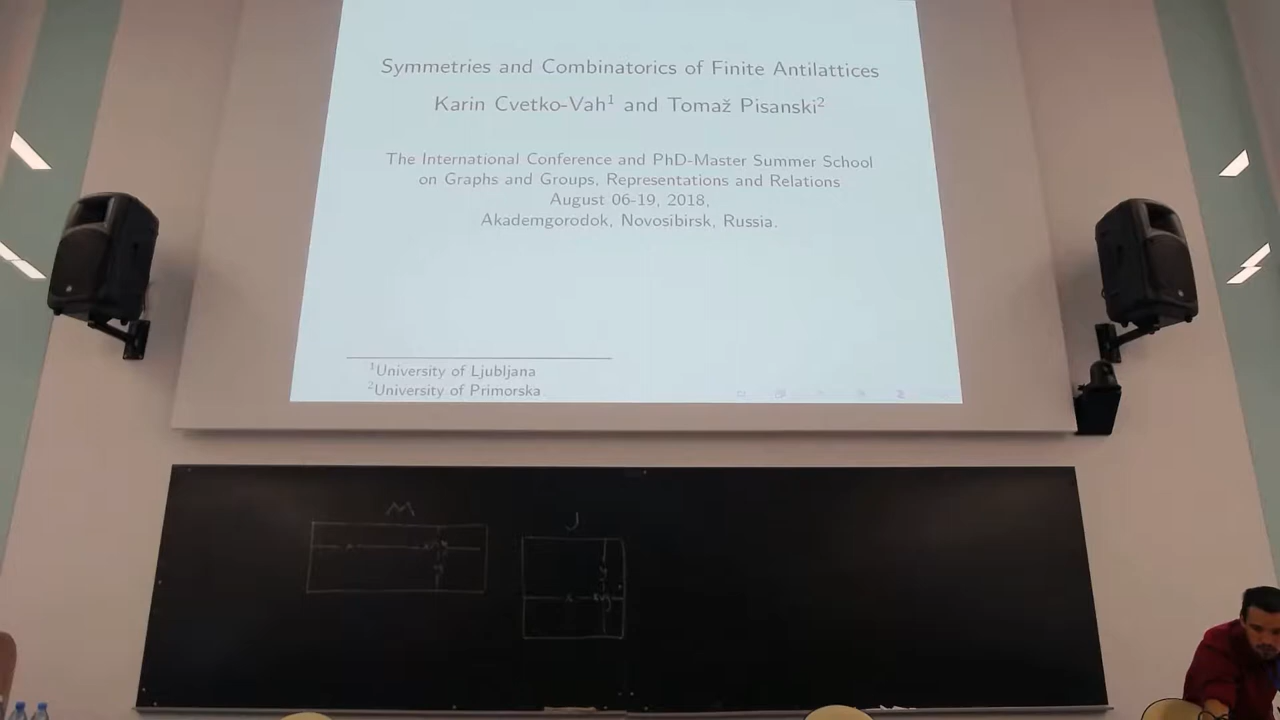 Symmetries and Combinatorics of Finite Antilattices
Karin Cvetko-Vah¹ and Tomaž Pisanski²
The International Conference and PhD-Master Summer School
on Graphs and Groups, Representations and Relations
August 06-19, 2018,
Akademgorodok, Novosibirsk, Russia.
¹University of Ljubljana
²University of Primorska
M
J